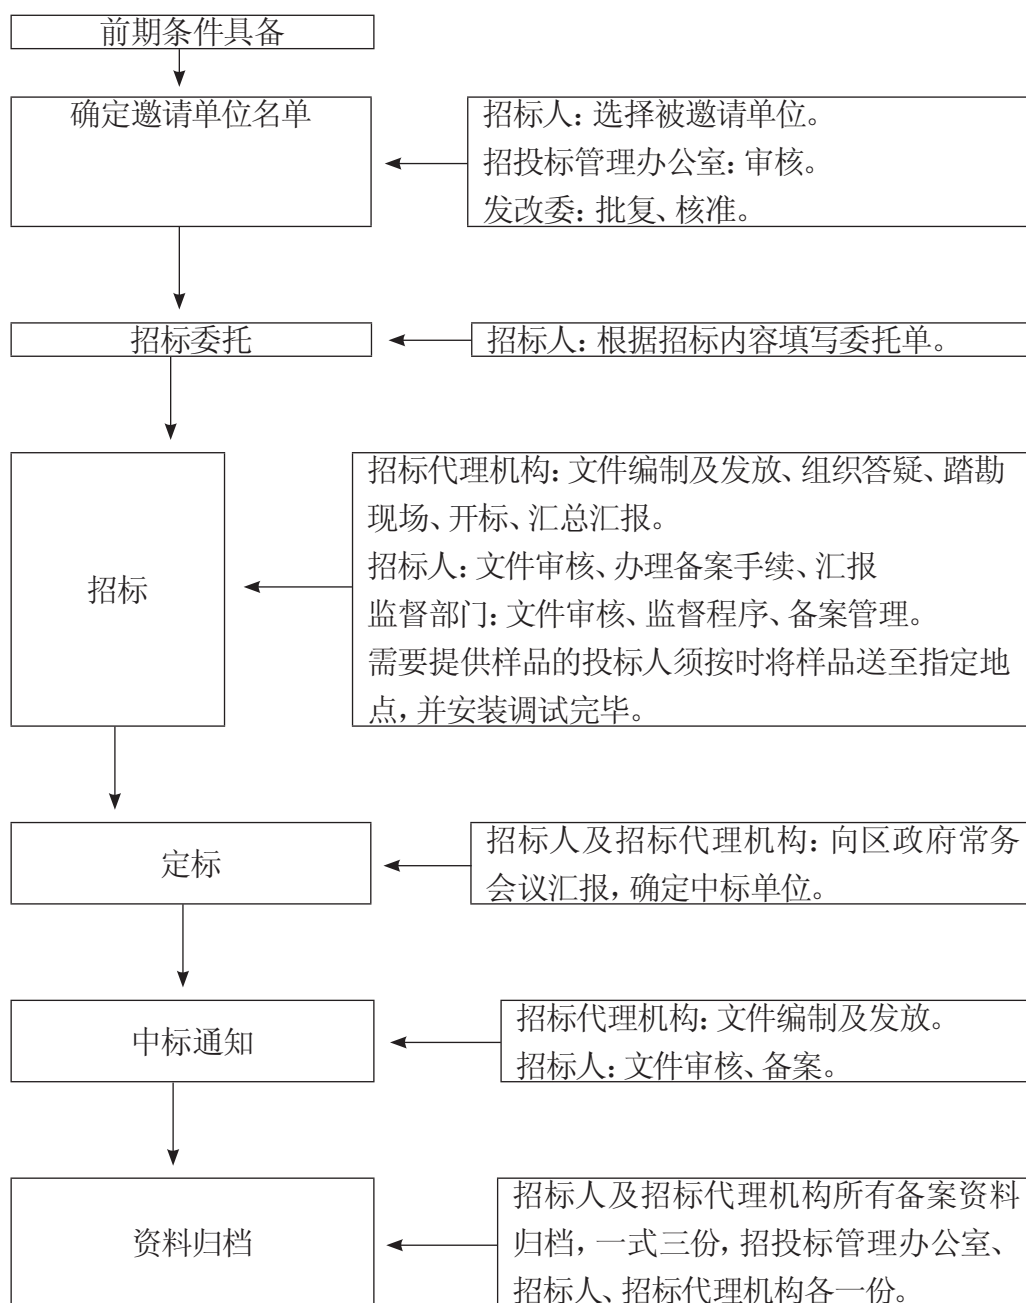 前期条件具备
确定邀请单位名单
招标人：选择被邀请单位。
招投标管理办公室：审核。
发改委：批复、核准。
招标委托
招标人：根据招标内容填写委托单。
招标
招标代理机构：文件编制及发放、组织答疑、踏勘
现场、开标、汇总汇报。
招标人：文件审核、办理备案手续、汇报
监督部门：文件审核、监督程序、备案管理。
需要提供样品的投标人须按时将样品送至指定地
点，并安装调试完毕。
定标
招标人及招标代理机构：向区政府常务
会议汇报，确定中标单位。
中标通知
招标代理机构：文件编制及发放。
招标人：文件审核、备案。
资料归档
招标人及招标代理机构所有备案资料
归档，一式三份，招投标管理办公室、
招标人、招标代理机构各一份。